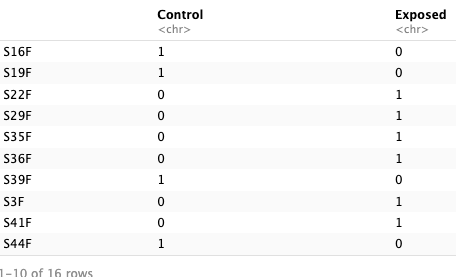 Control Exposed
<chr> <chr>
S16F 1 0
S19F 1 0
S22F 0 1
S29F 0 1
S35F 0 1
S36F 0 1
S39F 1 0
S3F 0 1
S41F 0 1
S44F 1 0
1-10 of 16 rows